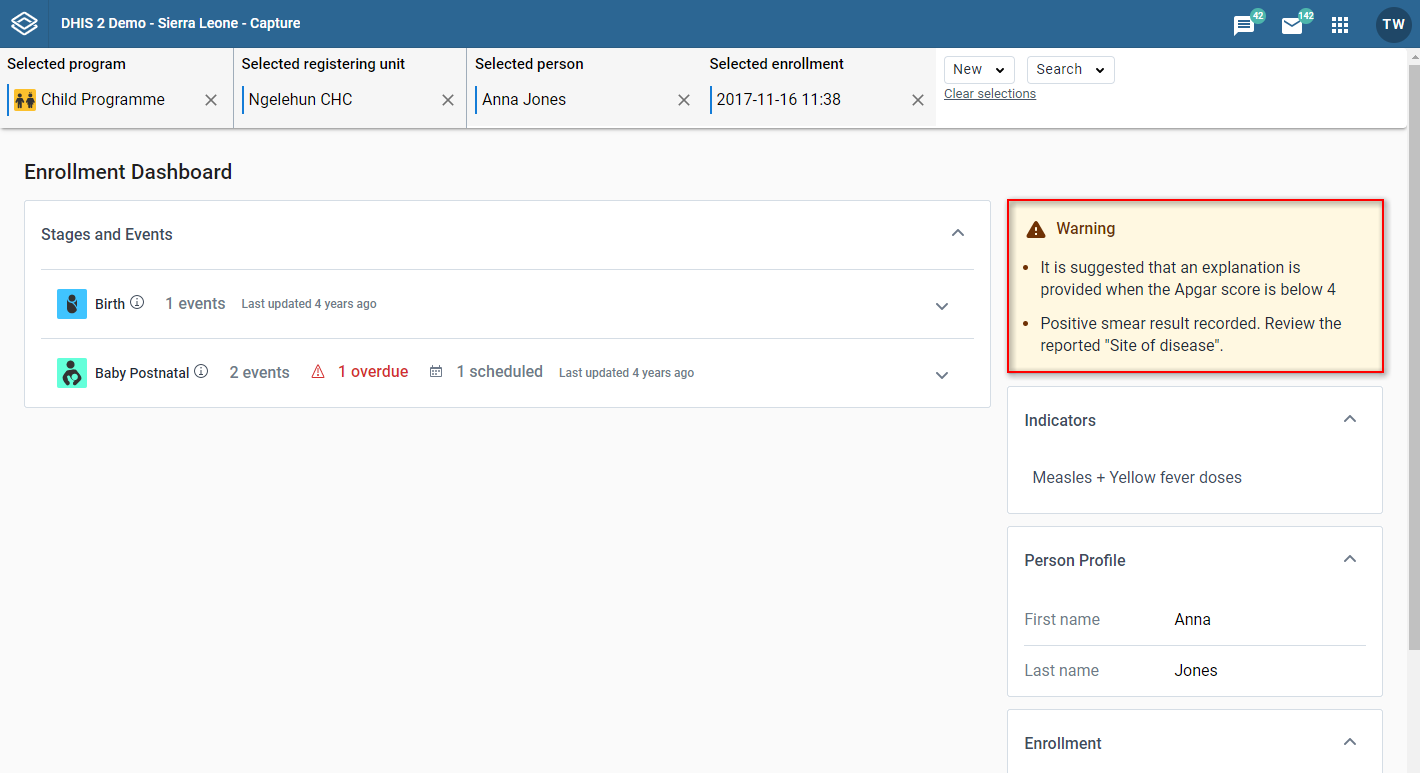 DHIS 2 Demo - Sierra Leone - Capture
42
142
TW
Selected program
Child Programme
Selected registering unit
Ngelehun CHC
Selected person
Anna Jones
Selected enrollment
2017-11-16 11:38
New
Search
Clear selections
Enrollment Dashboard
Stages and Events
Birth 1 events Last updated 4 years ago
Baby Postnatal 2 events 1 overdue 1 scheduled Last updated 4 years ago
Warning
• It is suggested that an explanation is
provided when the Apgar score is below 4
• Positive smear result recorded. Review the
reported "Site of disease".
Indicators
Measles + Yellow fever doses
Person Profile
First name Anna
Last name Jones
Enrollment